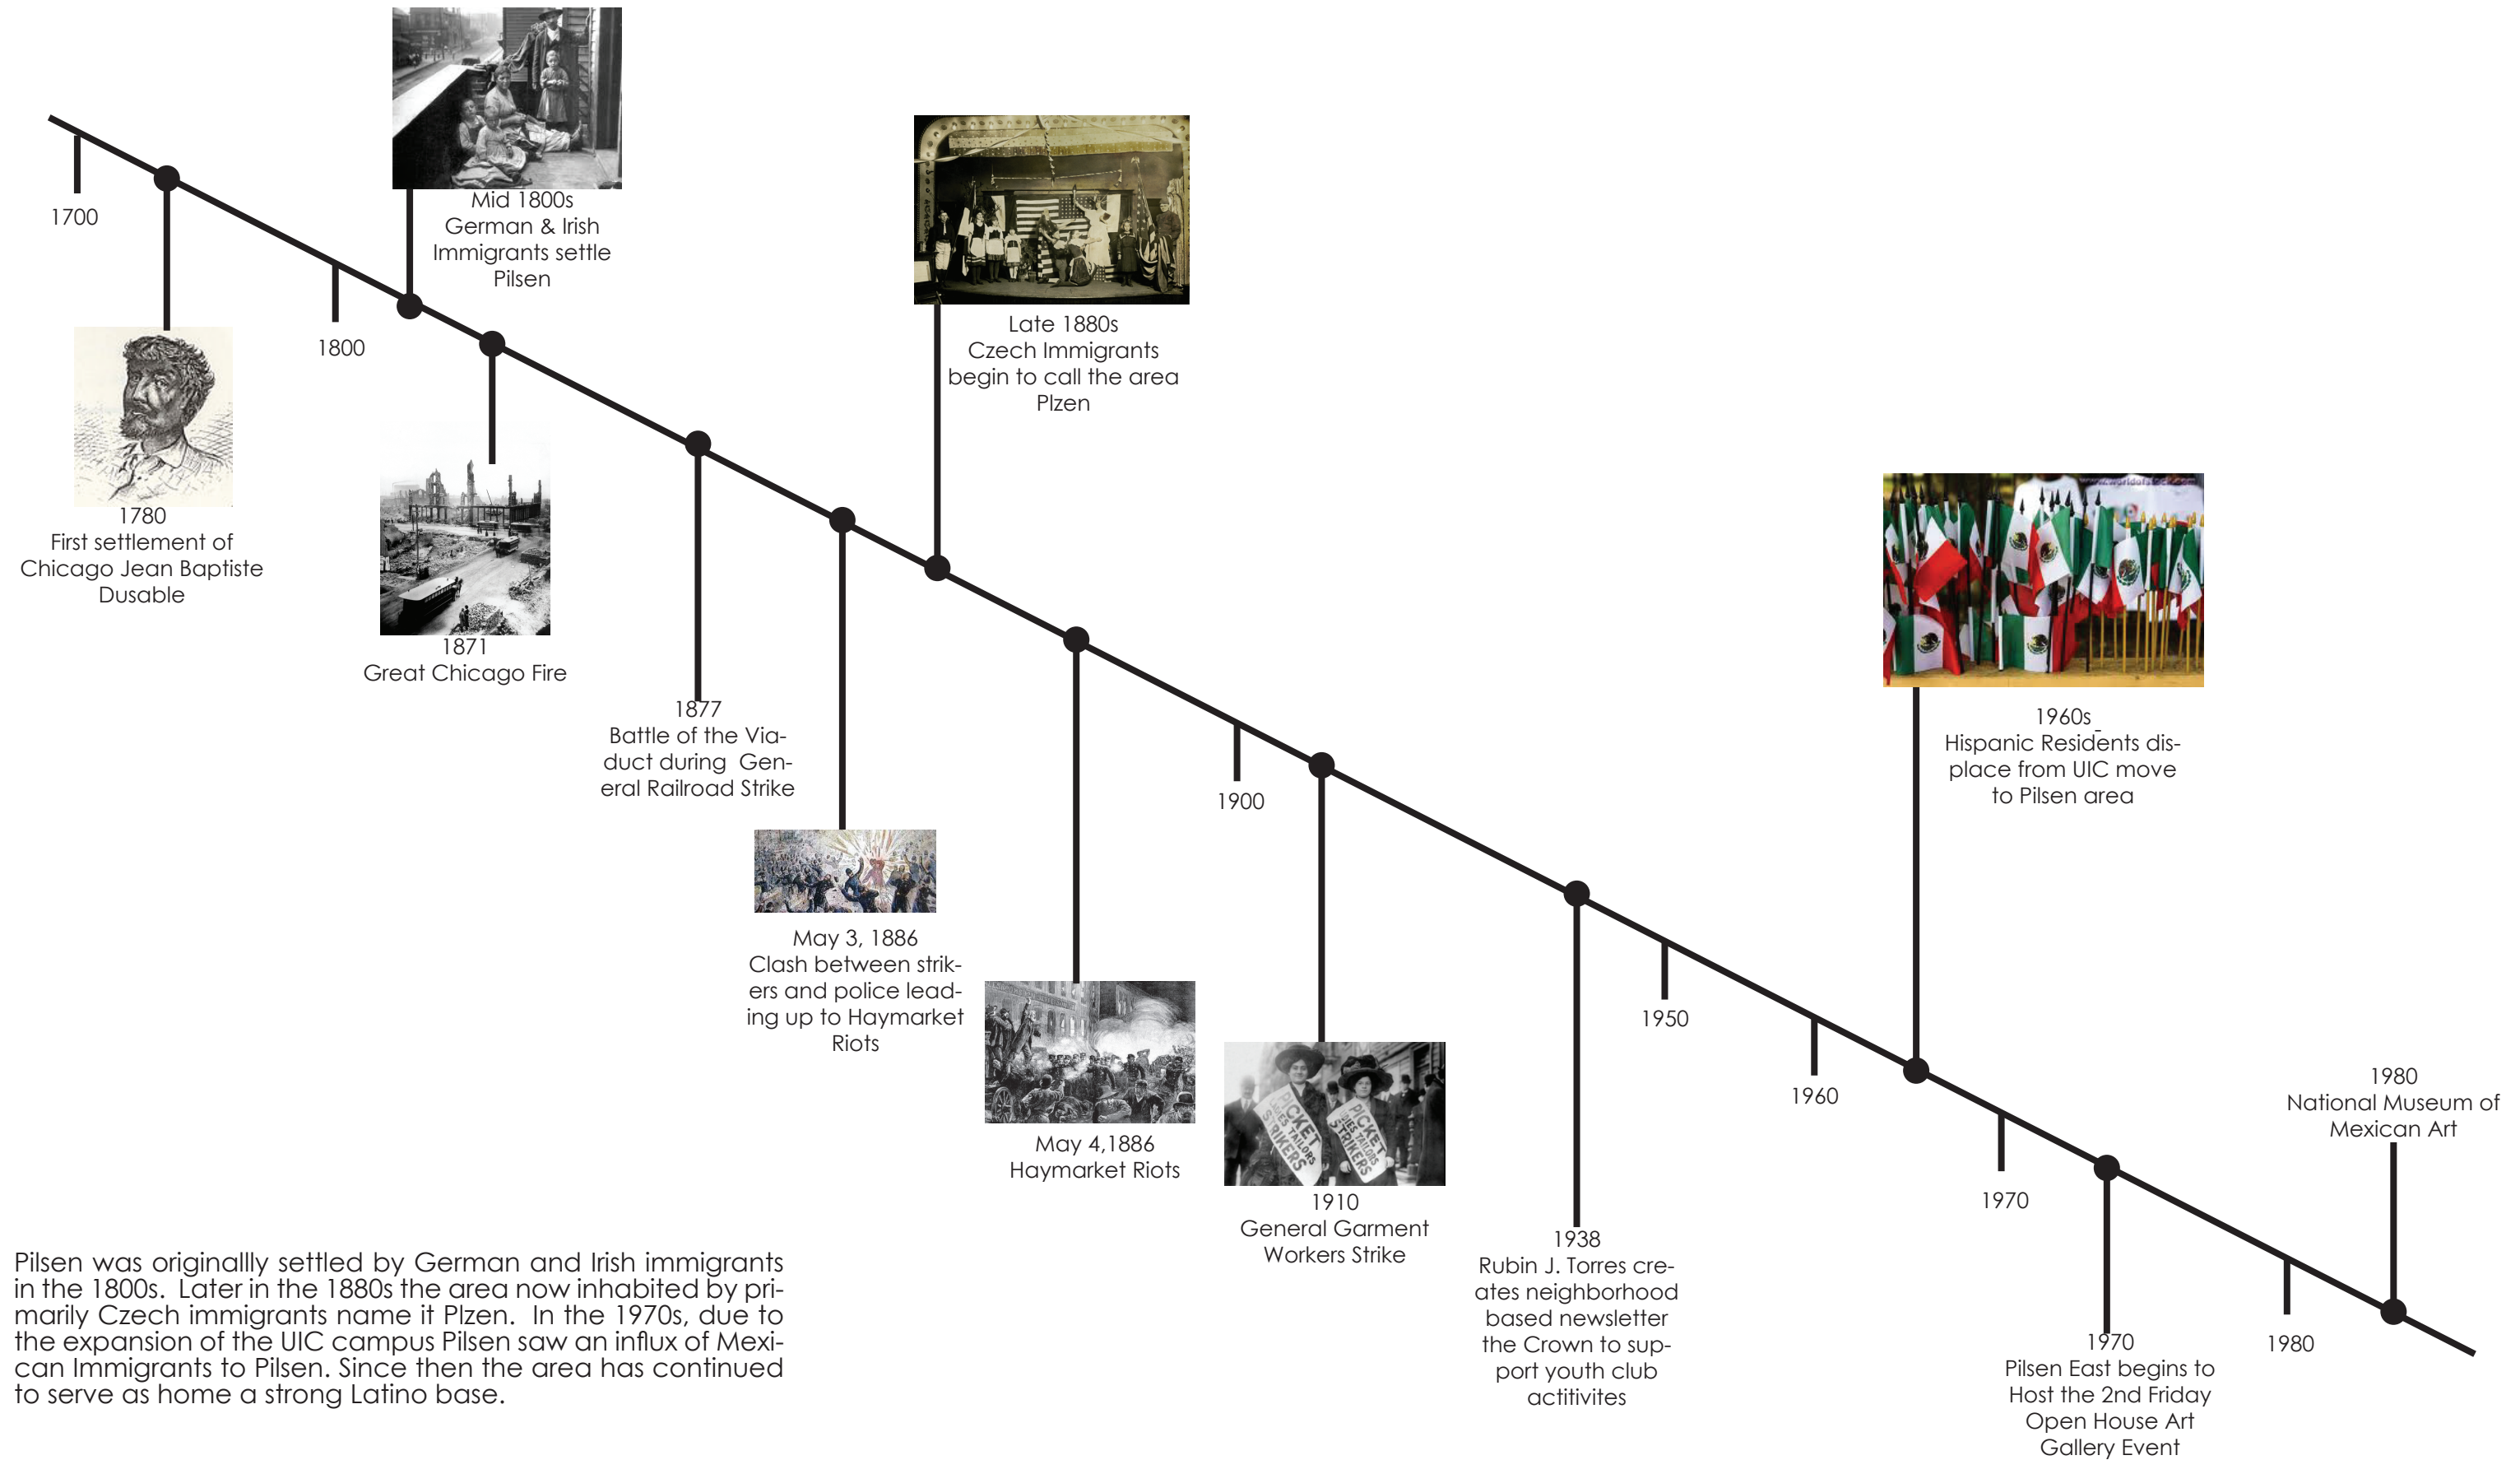 1700
1780
First settlement of
Chicago Jean Baptiste
Dusable
1800
Mid 1800s
German & Irish
Immigrants settle
Pilsen
1871
Great Chicago Fire
1877
Battle of the Via-
duct during  Gen-
eral Railroad Strike
May 3, 1886
Clash between strik-
ers and police lead-
ing up to Haymarket
Riots
Late 1880s
Czech Immigrants
begin to call the area
Plzen
May 4,1886
Haymarket Riots
1900
PICKET
TAILORS
STRIKERS
PICKET
TAILORS
STRIKERS
1910
General Garment
Workers Strike
1938
Rubin J. Torres cre-
ates neighborhood
based newsletter
the Crown to sup-
port youth club
actitivites
1950
1960
www.worldofstock.com
1960s
Hispanic Residents dis-
place from UIC move
to Pilsen area
1970
1970
Pilsen East begins to
Host the 2nd Friday
Open House Art
Gallery Event
1980
1980
National Museum of
Mexican Art
Pilsen was originallly settled by German and Irish immigrants
in the 1800s.  Later in the 1880s the area now inhabited by pri-
marily Czech immigrants name it Plzen.  In the 1970s, due to
the expansion of the UIC campus Pilsen saw an influx of Mexi-
can Immigrants to Pilsen. Since then the area has continued
to serve as home a strong Latino base.